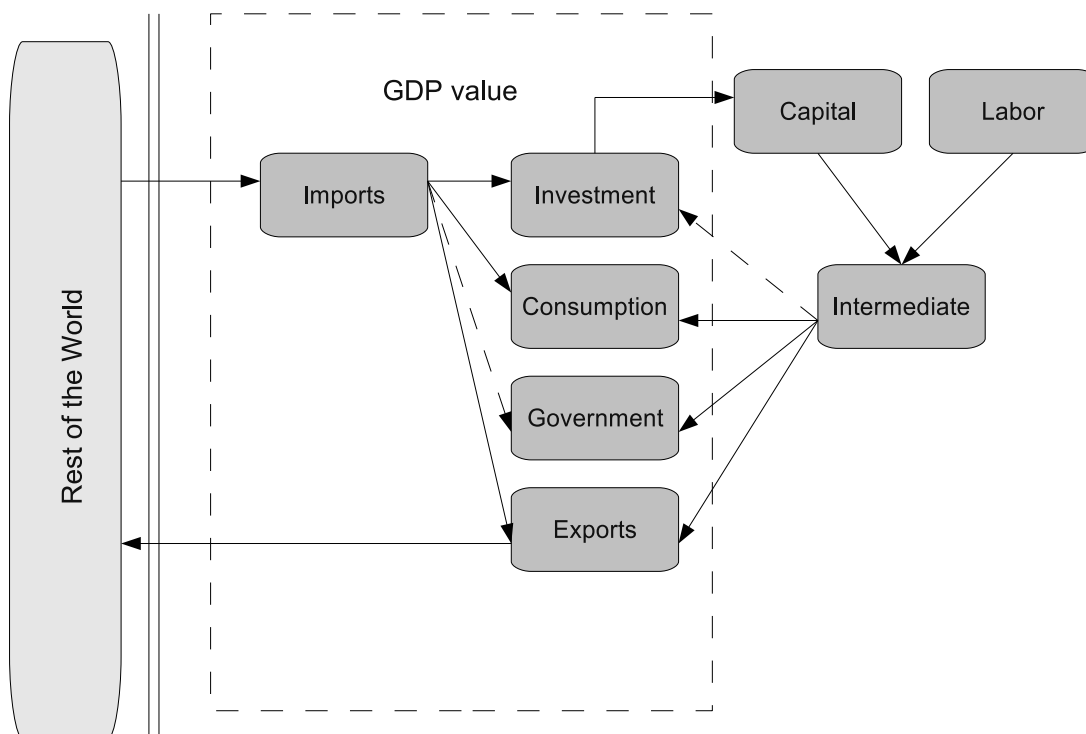 GDP value
Capital
Labor
Imports
Investment
Consumption
Intermediate
Government
Exports
Rest of the World